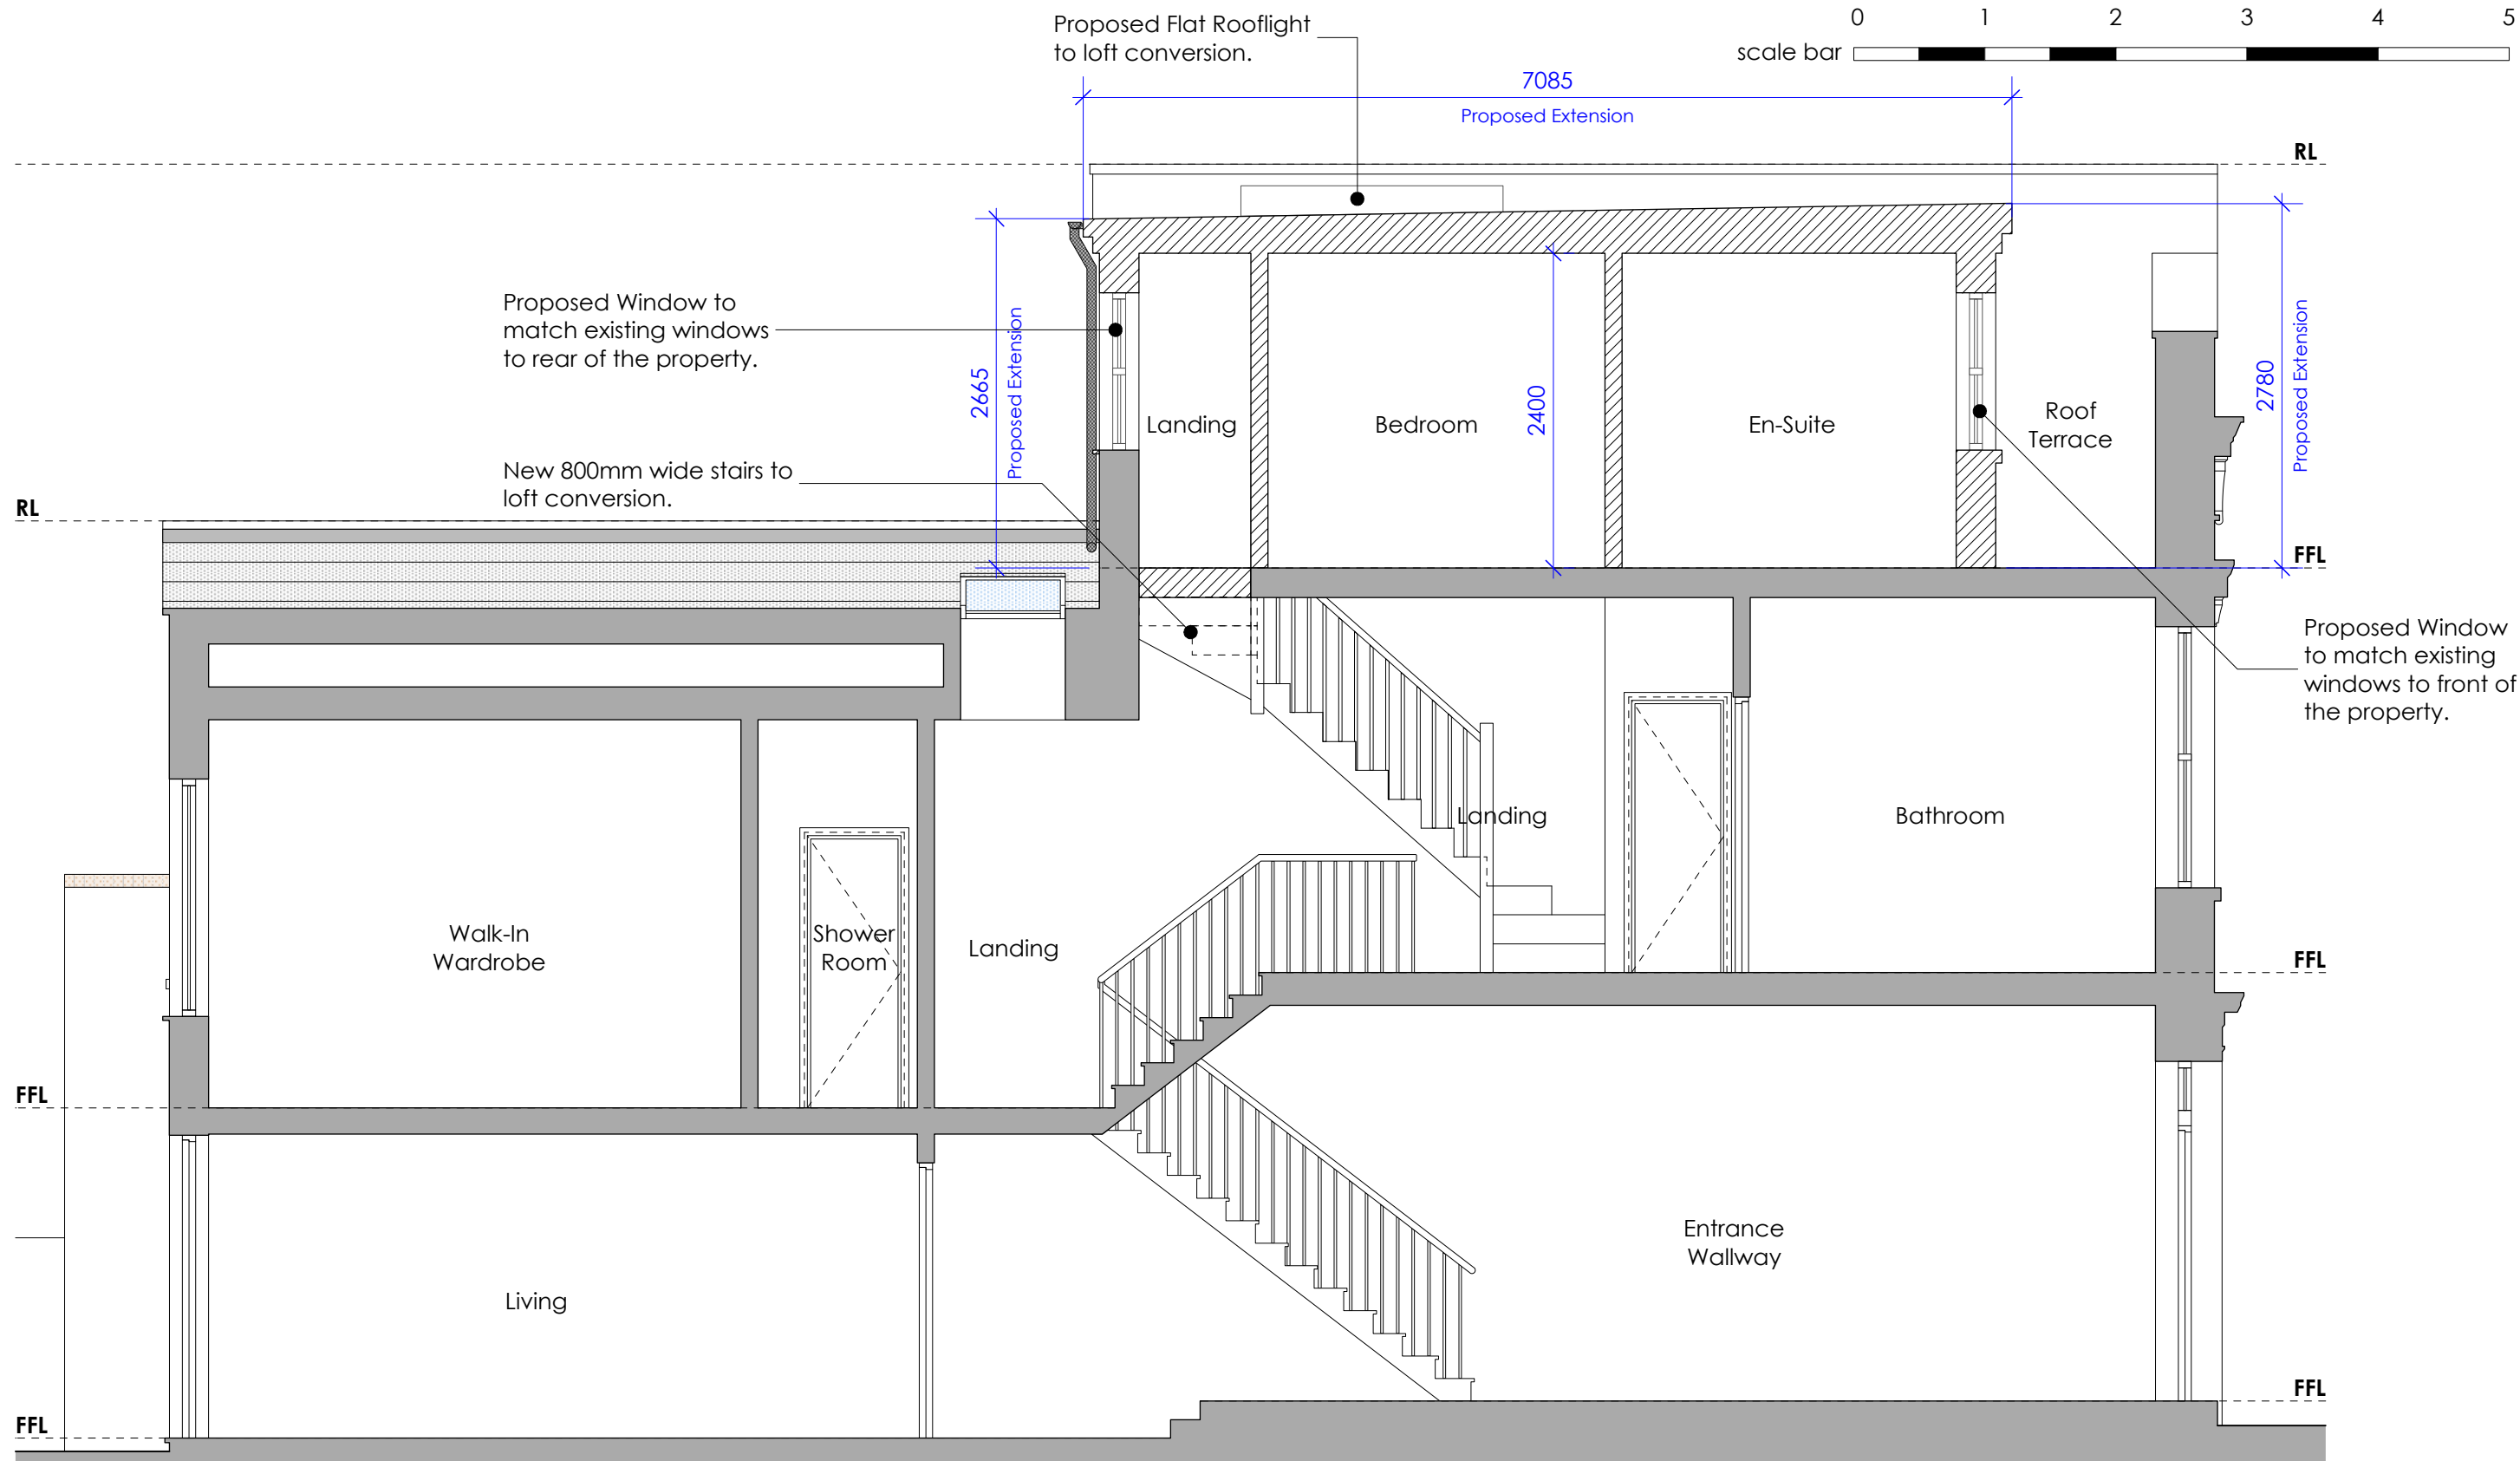 0 1 2 3 4 5
scale bar
Proposed Flat Rooflight
to loft conversion.
7085
Proposed Extension
RL
Proposed Window to
match existing windows
to rear of the property.
2665
Proposed Extension
Landing
Bedroom
2400
En-Suite
Roof
Terrace
2780
Proposed Extension
New 800mm wide stairs to
loft conversion.
RL
FFL
Proposed Window
to match existing
windows to front of
the property.
Landing
Bathroom
Walk-In
Wardrobe
Shower
Room
Landing
FFL
FFL
Entrance
Wallway
Living
FFL
FFL